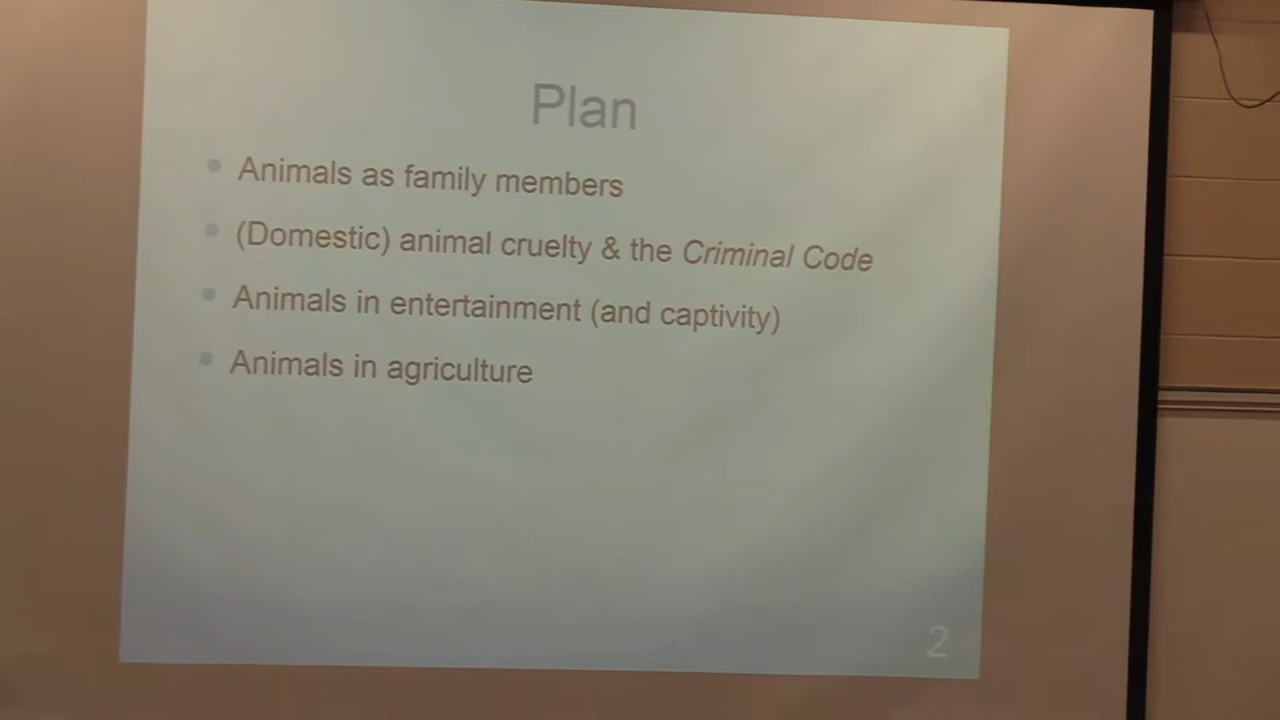 Plan
• Animals as family members
• (Domestic) animal cruelty & the Criminal Code
• Animals in entertainment (and captivity)
• Animals in agriculture
2